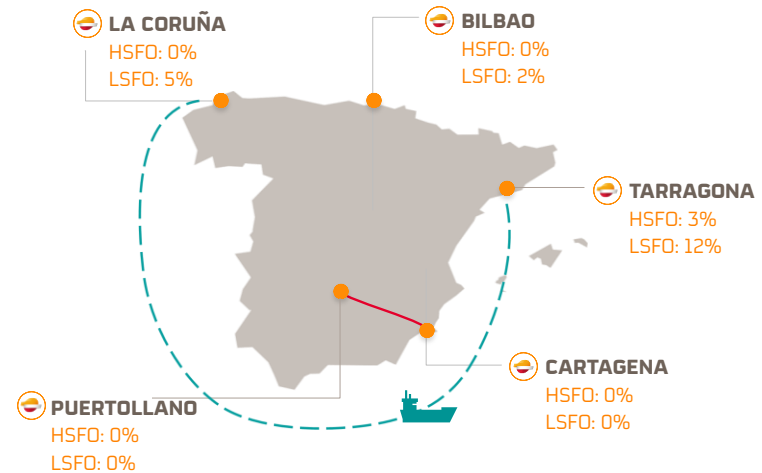 LA CORUÑA
HSFO: 0%
LSFO: 5%
BILBAO
HSFO: 0%
LSFO: 2%
TARRAGONA
HSFO: 3%
LSFO: 12%
CARTAGENA
HSFO: 0%
LSFO: 0%
PUERTOLLANO
HSFO: 0%
LSFO: 0%